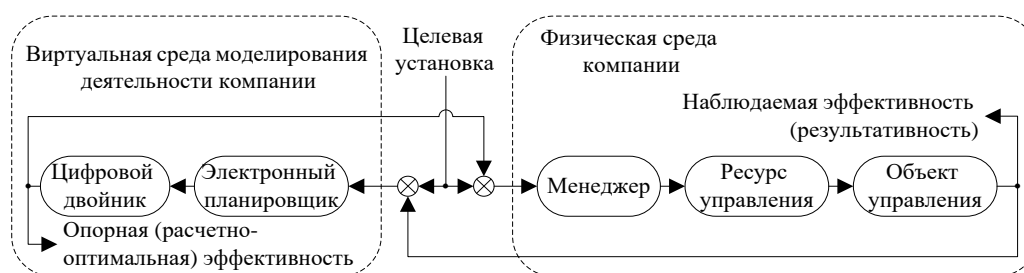 Виртуальная среда моделирования
деятельности компании
Целевая
установка
Физическая среда
компании
Наблюдаемая эффективность
(результативность)
Цифровой
двойник
Электронный
планировщик
Менеджер
Ресурс
управления
Объект
управления
Опорная (расчетно-
оптимальная) эффективность